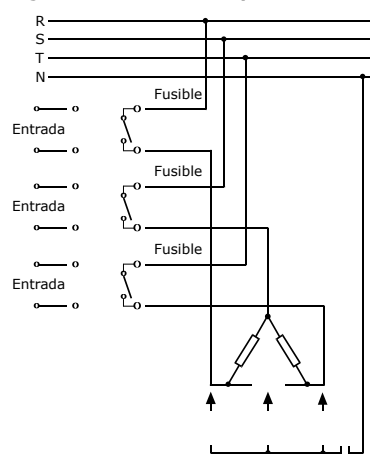 R
S
T
N
Fusible
Entrada
Fusible
Entrada
Fusible
Entrada